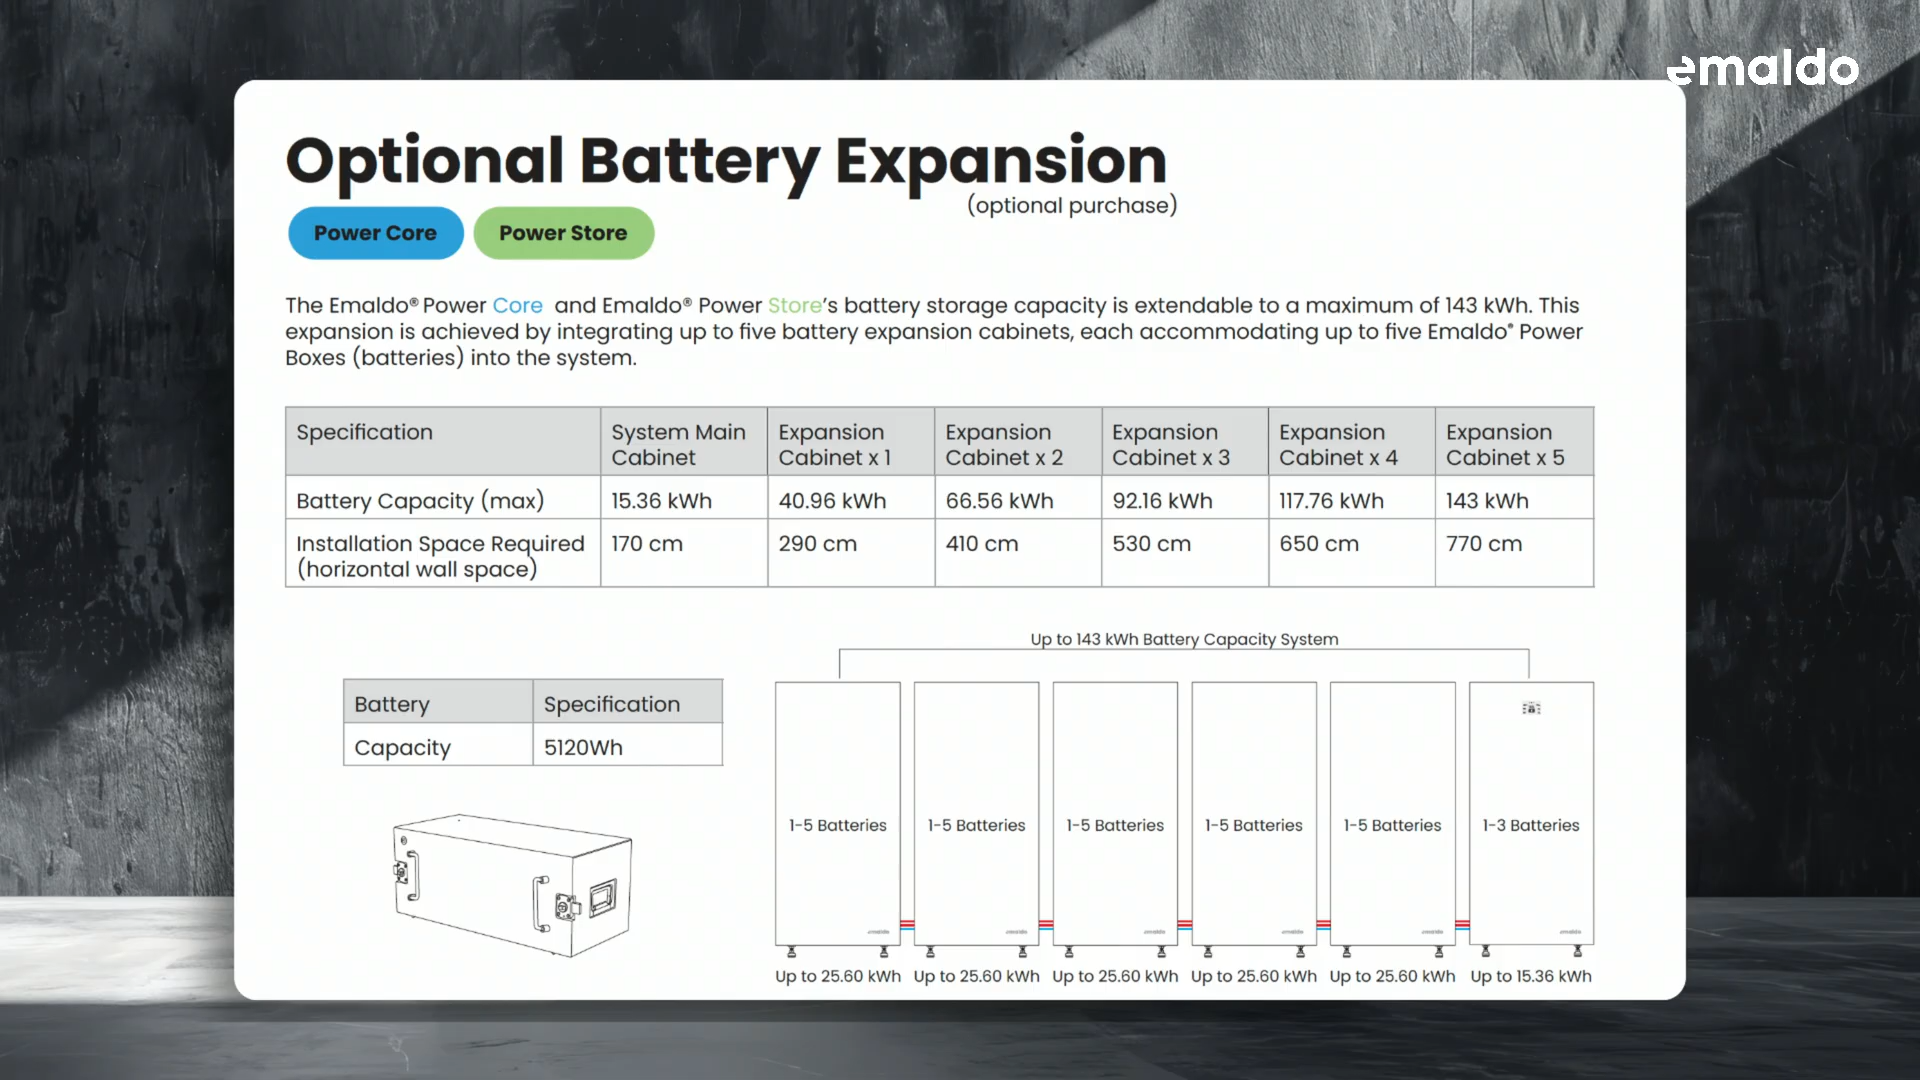 emaldo
Optional Battery Expansion
(optional purchase)
Power Core
Power Store
The Emaldo® Power Core and Emaldo® Power Store’s battery storage capacity is extendable to a maximum of 143 kWh. This
expansion is achieved by integrating up to five battery expansion cabinets, each accommodating up to five Emaldo® Power
Boxes (batteries) into the system.
Specification
System Main
Cabinet
Expansion
Cabinet x 1
Expansion
Cabinet x 2
Expansion
Cabinet x 3
Expansion
Cabinet x 4
Expansion
Cabinet x 5
Battery Capacity (max)
15.36 kWh
40.96 kWh
66.56 kWh
92.16 kWh
117.76 kWh
143 kWh
Installation Space Required
(horizontal wall space)
170 cm
290 cm
410 cm
530 cm
650 cm
770 cm
Up to 143 kWh Battery Capacity System
Battery
Specification
Capacity
5120Wh
1-5 Batteries
1-5 Batteries
1-5 Batteries
1-5 Batteries
1-5 Batteries
1-3 Batteries
emaldo
emaldo
emaldo
emaldo
emaldo
emaldo
Up to 25.60 kWh
Up to 25.60 kWh
Up to 25.60 kWh
Up to 25.60 kWh
Up to 25.60 kWh
Up to 15.36 kWh